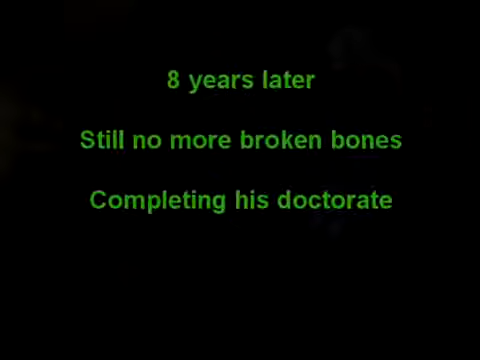 8 years later
Still no more broken bones
Completing his doctorate